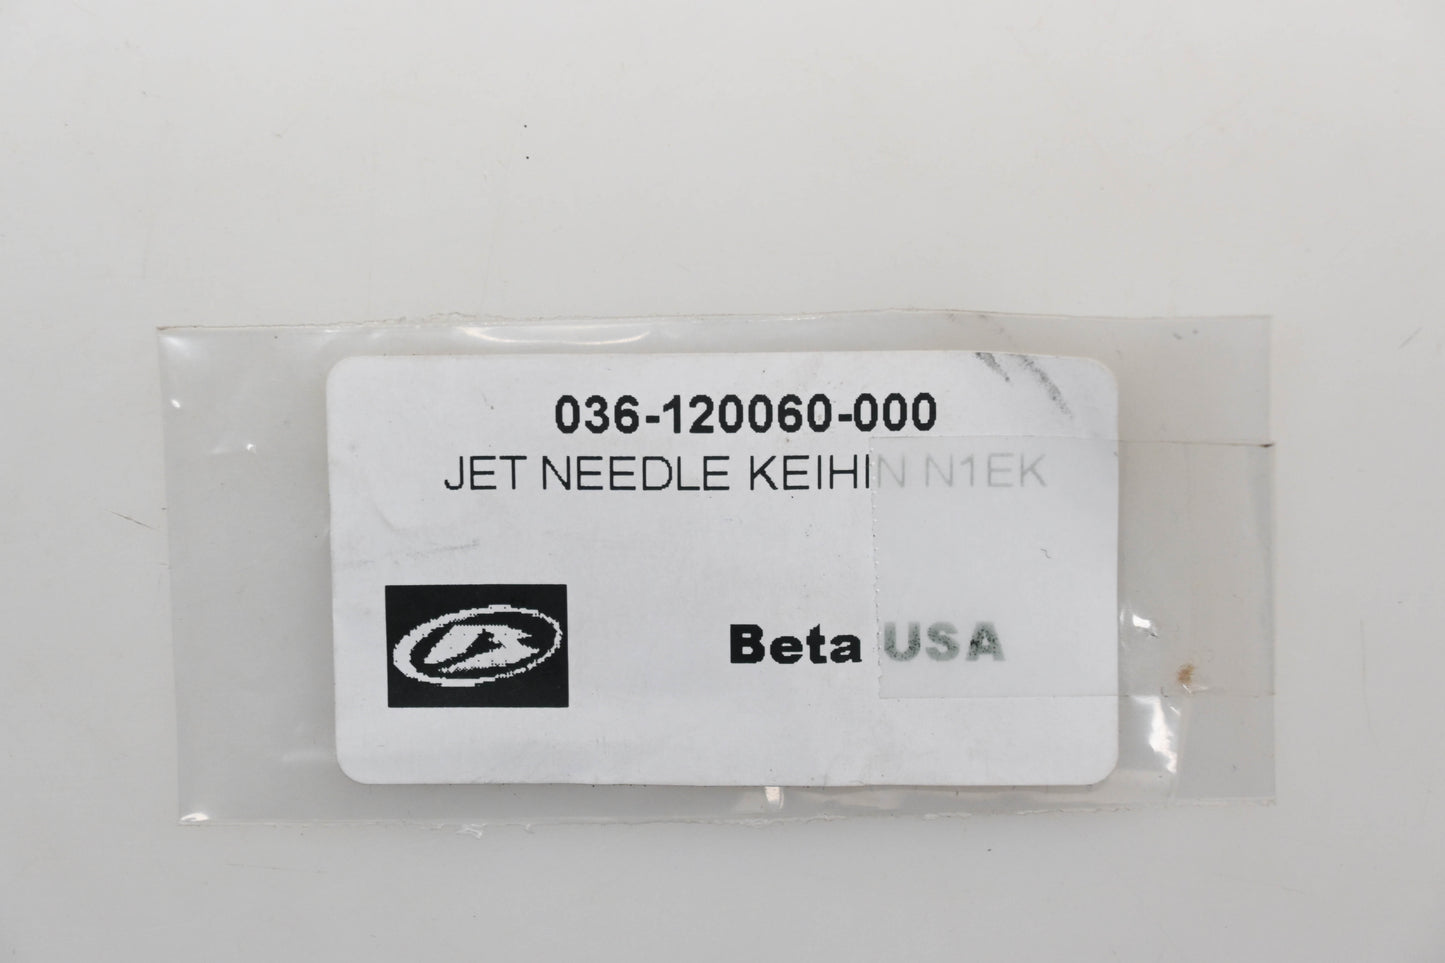 036-120060-000
JET NEEDLE KEIHIN N1EK
Beta USA